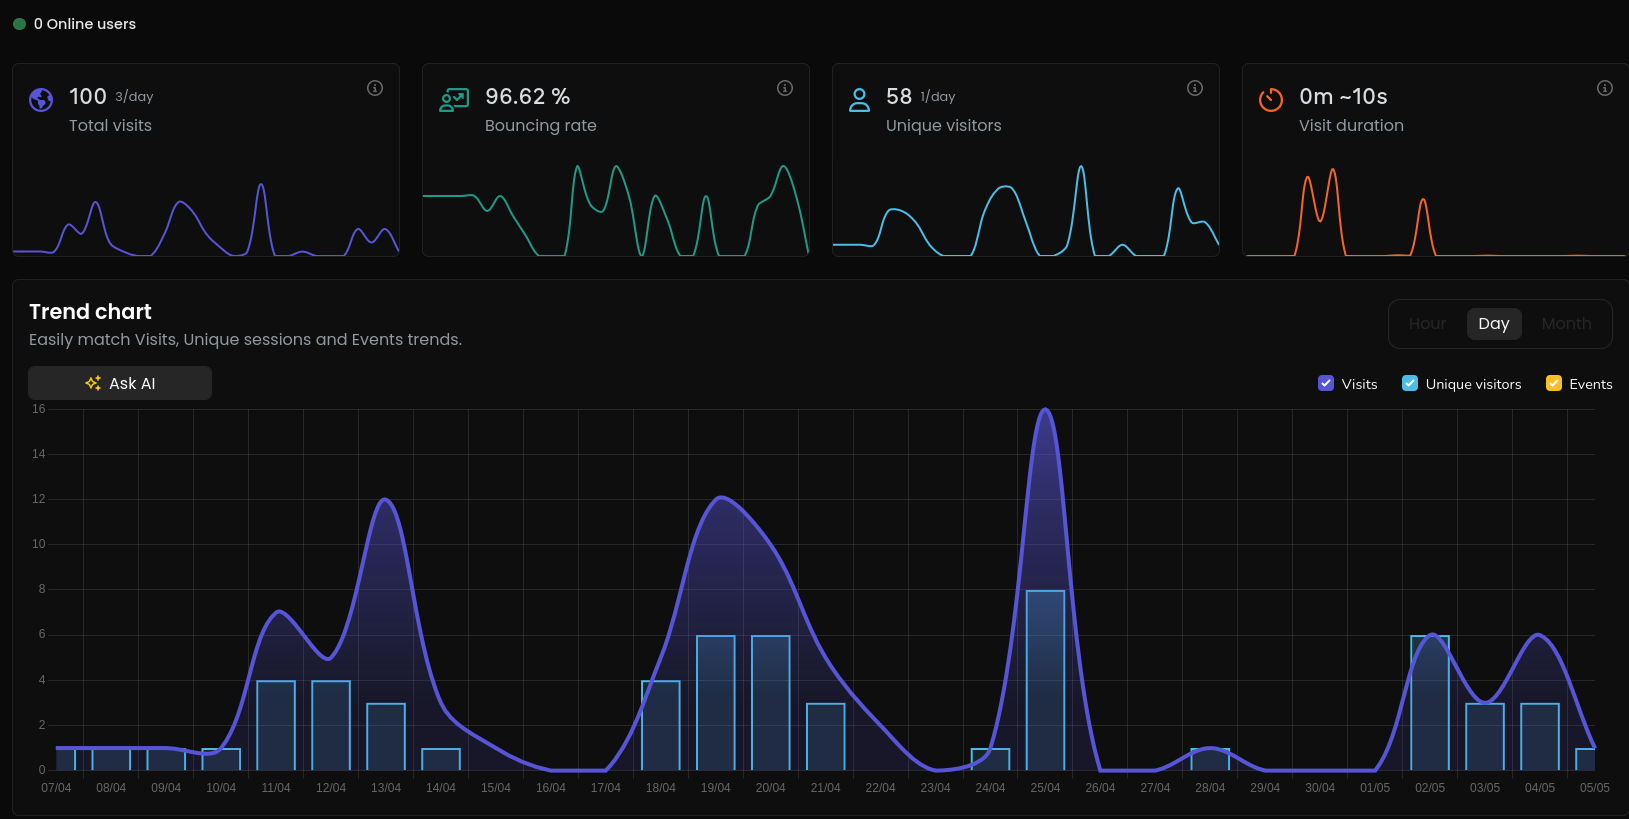 0 Online users
100 3/day
Total visits
96.62 %
Bouncing rate
58 1/day
Unique visitors
0m ~10s
Visit duration
Trend chart
Easily match Visits, Unique sessions and Events trends.
Hour Day Month
Ask AI
Visits Unique visitors Events
16
14
12
10
8
6
4
2
0
07/04 08/04 09/04 10/04 11/04 12/04 13/04 14/04 15/04 16/04 17/04 18/04 19/04 20/04 21/04 22/04 23/04 24/04 25/04 26/04 27/04 28/04 29/04 30/04 01/05 02/05 03/05 04/05 05/05